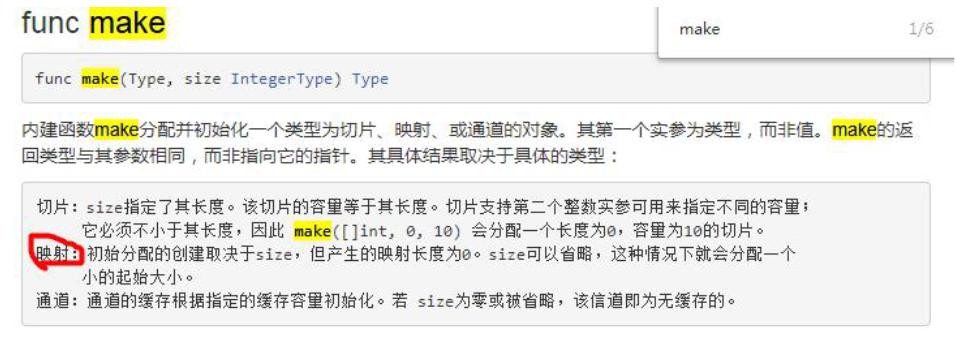 func make
make 1/6
func make(Type, size IntegerType) Type
内建函数make分配并初始化一个类型为切片、映射、或通道的对象。其第一个实参为类型，而非值。make的返
回类型与其参数相同，而非指向它的指针。其具体结果取决于具体的类型：
切片：size指定了其长度。该切片的容量等于其长度。切片支持第二个整数实参可用来指定不同的容量；
它必须不小于其长度，因此 make([]int, 0, 10) 会分配一个长度为0，容量为10的切片。
映射：初始分配的创建取决于size，但产生的映射长度为0。size可以省略，这种情况下就会分配一个
小的起始大小。
通道：通道的缓存根据指定的缓存容量初始化。若 size为零或被省略，该信道即为无缓存的。